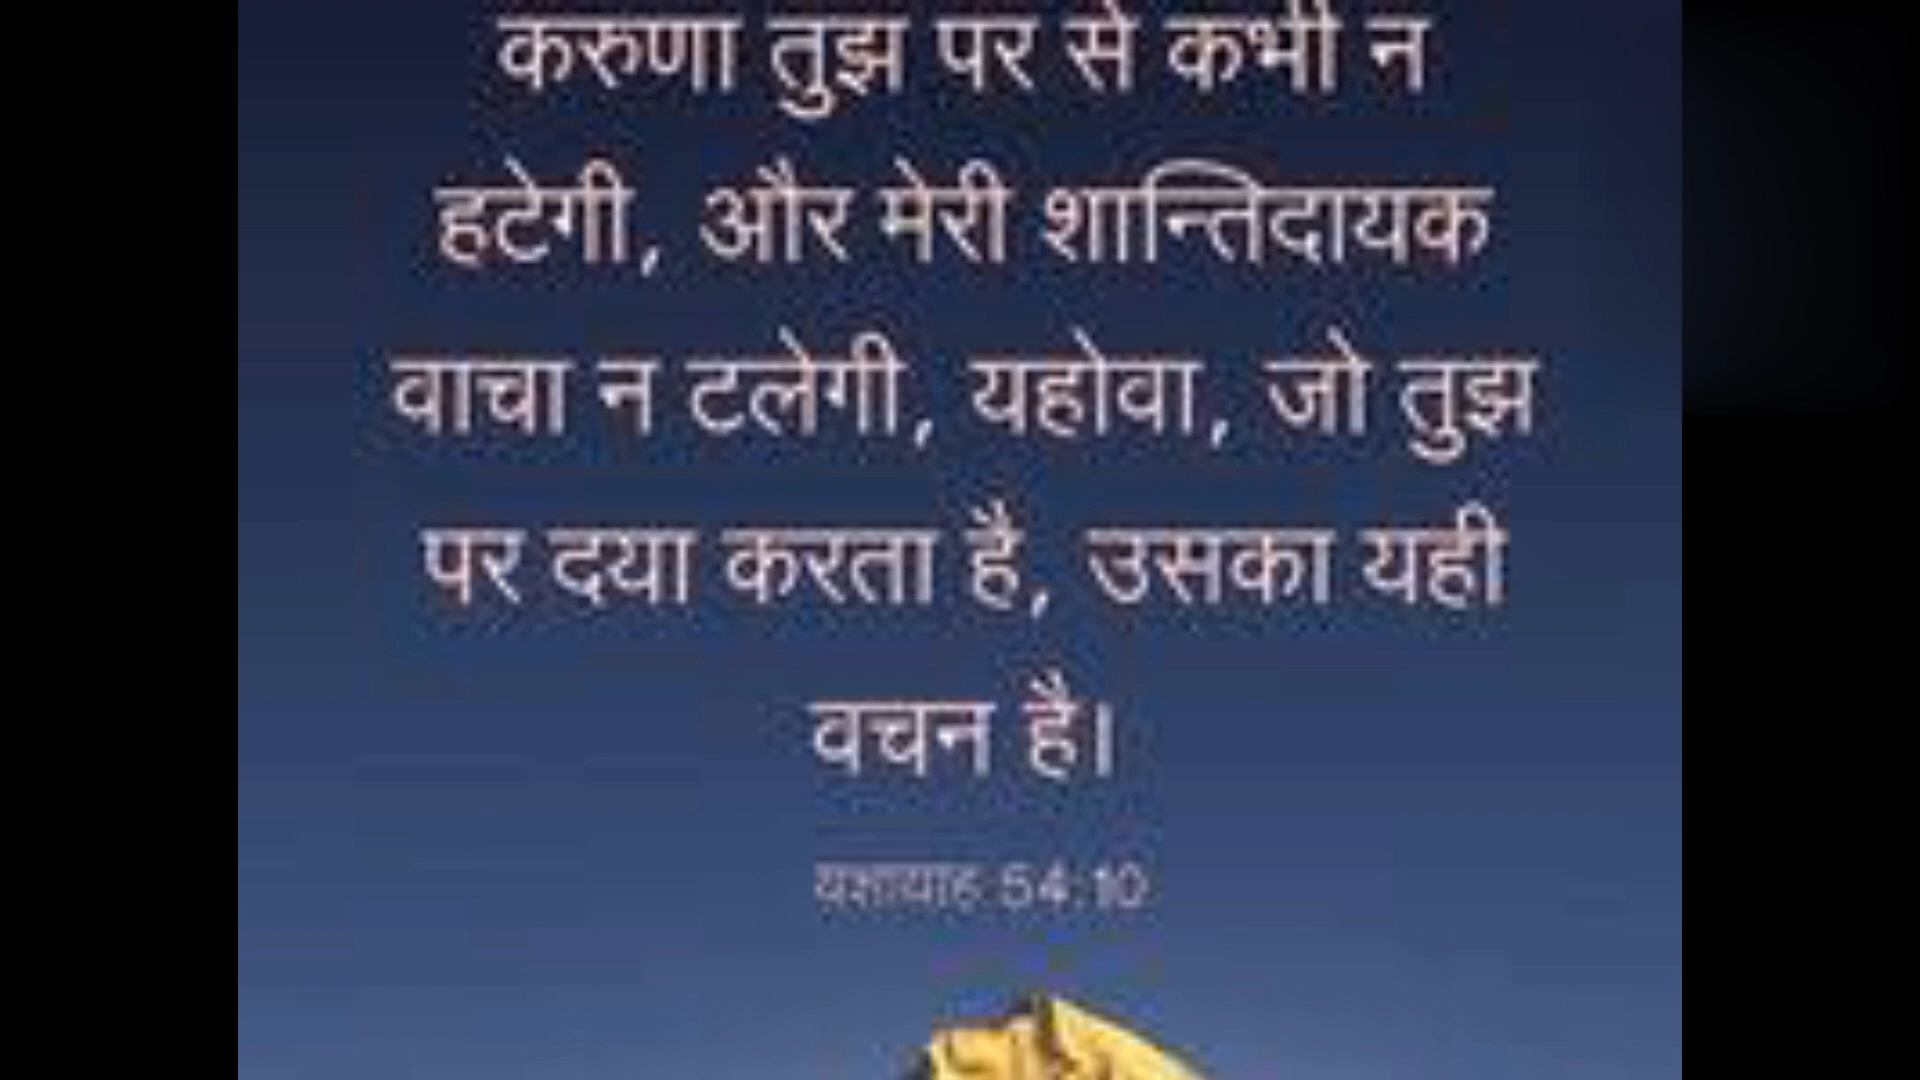 करुणा तुझ पर से कभी न
हटेगी, और मेरी शान्तिदायक
वाचा न टलेगी, यहोवा, जो तुझ
पर दया करता है, उसका यही
वचन है।
यशायाह 54:10